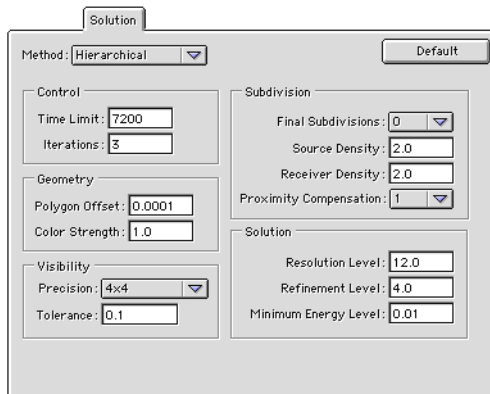 Solution
Method: Hierarchical
Default
Control
Time Limit: 7200
Iterations: 3
Geometry
Polygon Offset: 0.0001
Color Strength: 1.0
Visibility
Precision: 4x4
Tolerance: 0.1
Subdivision
Final Subdivisions: 0
Source Density: 2.0
Receiver Density: 2.0
Proximity Compensation: 1
Solution
Resolution Level: 12.0
Refinement Level: 4.0
Minimum Energy Level: 0.01